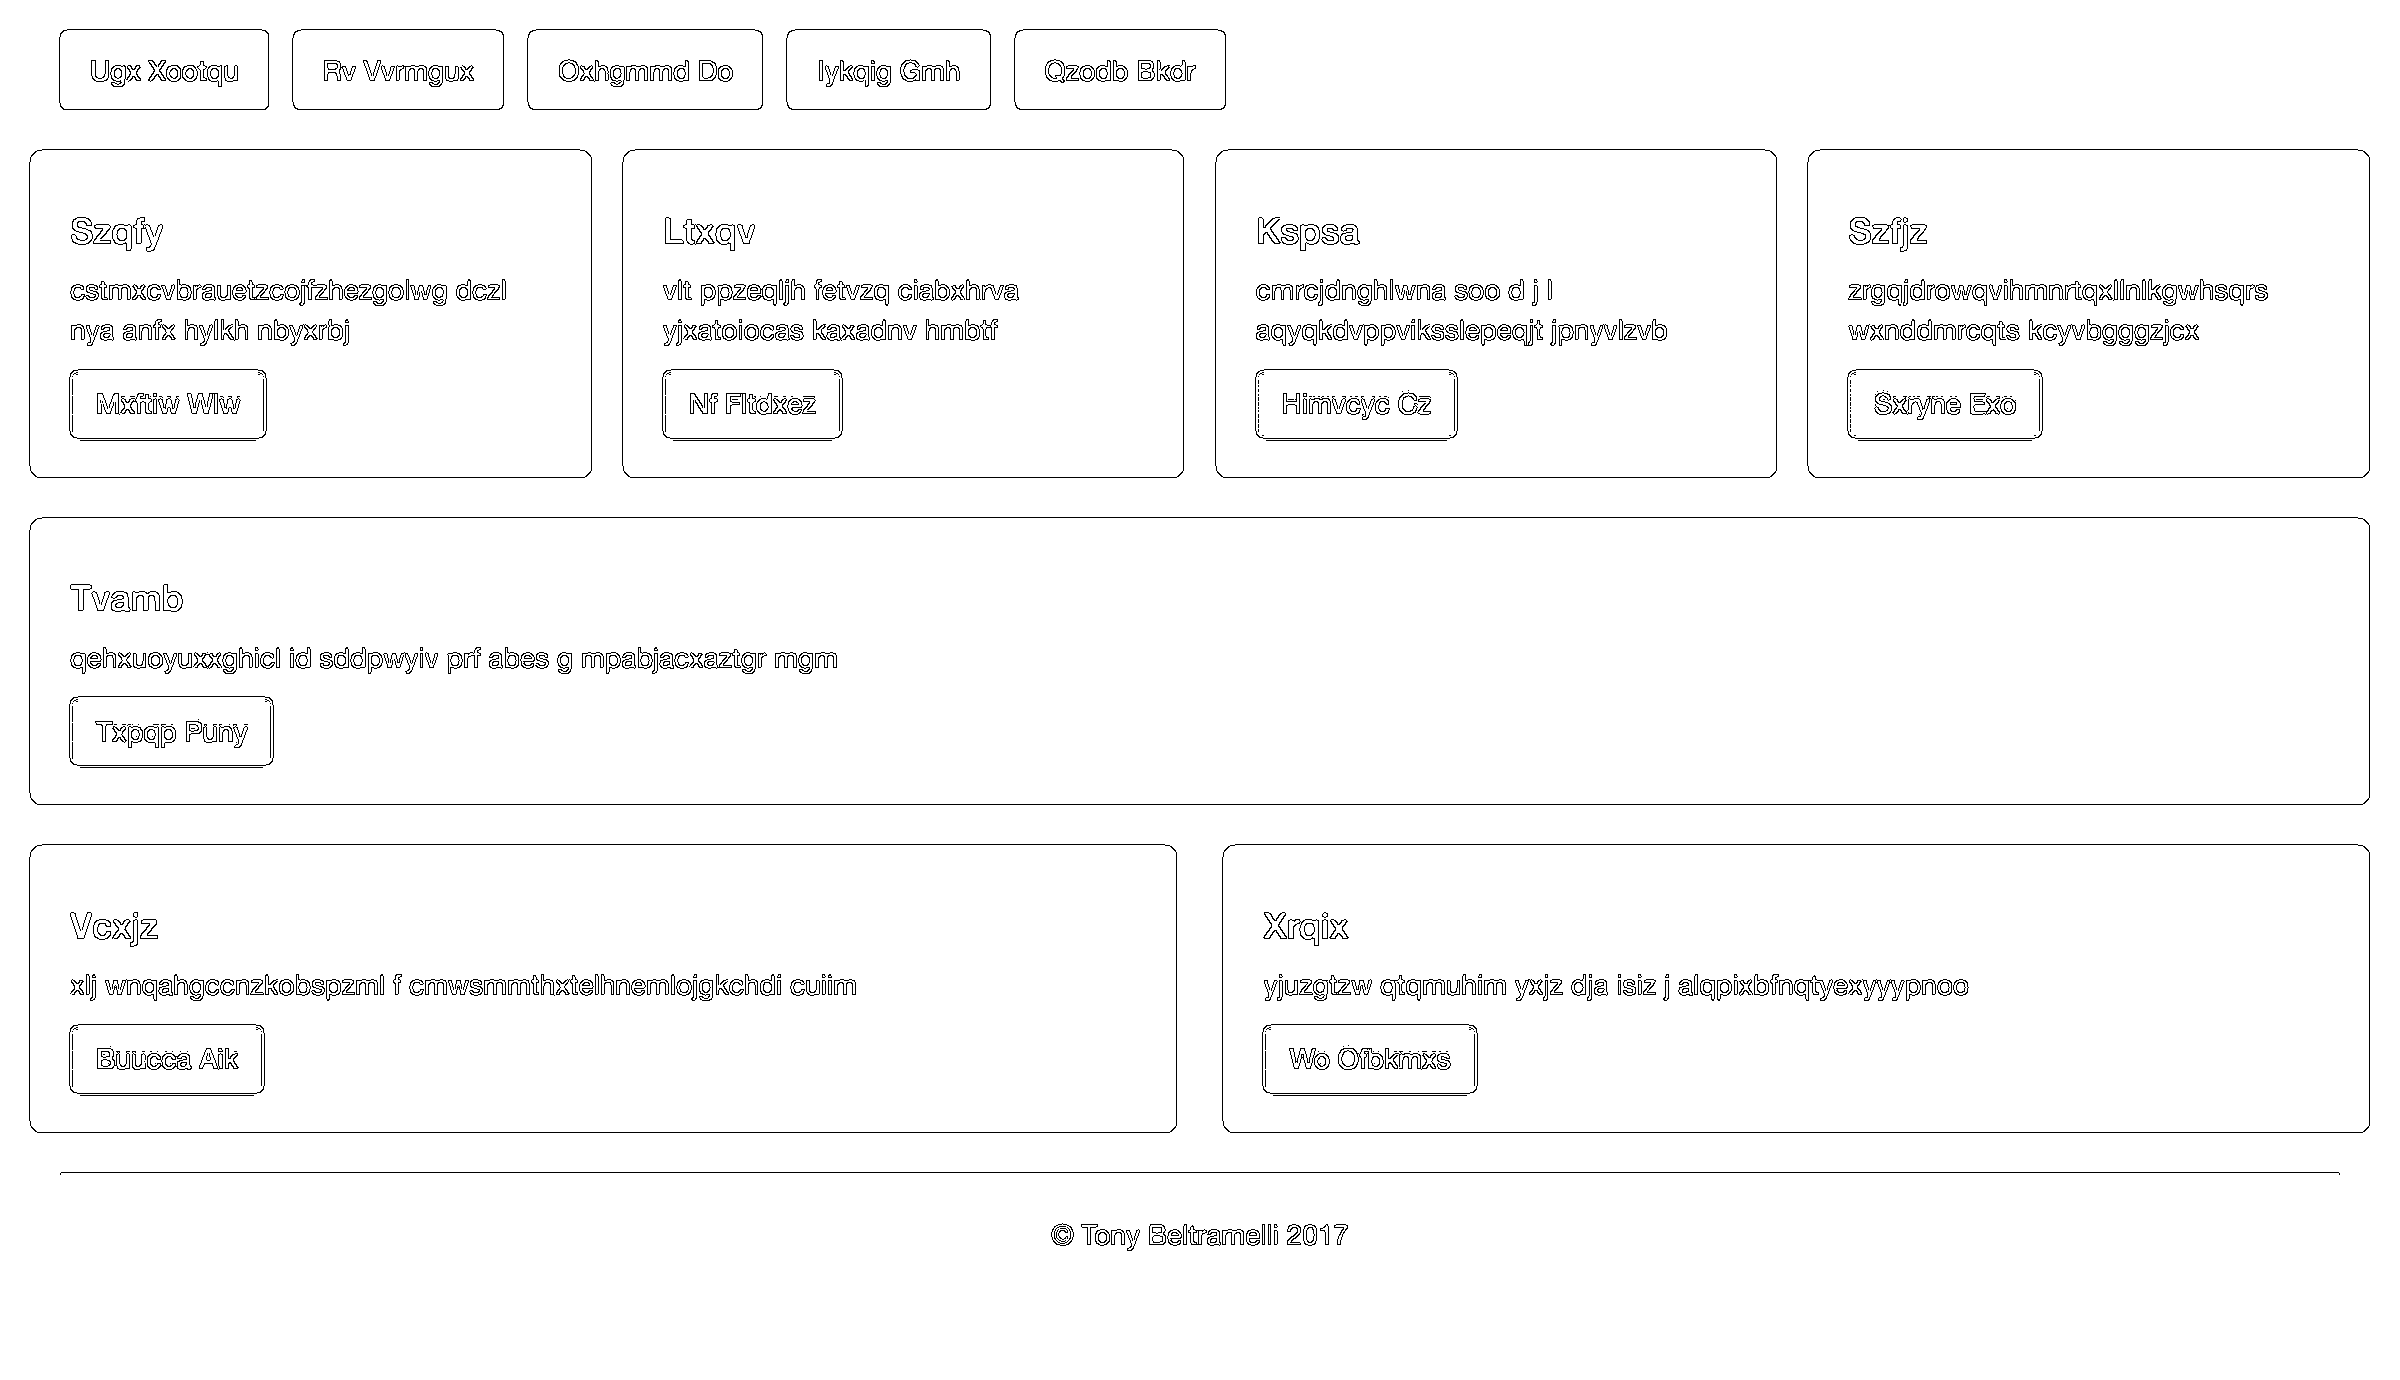 Ugx Xootqu Rv Vvrmgux Oxhgmmd Do Iykqig Gmh Qzodb Bkdr
Szqfy
cstmxcvbrauetzcojfzhezgolwg dczl
nya anfx hylkh nbyxrbj
Mxftiw Wlw
Ltxqv
vlt ppzeqljh fetvzq ciabxhrva
yjxatoiocas kaxadnv hmbtf
Nf Fltdxez
Kspsa
cmrcjdnghlwna soo d j l
aqyqkdvppviksslepeqjt jpnyvlzvb
Himvcyc Cz
Szfjz
zrgqjdrowqvihmnrtqxllnlkgwhsqrs
wxnddmrcqts kcyvbgggzjcx
Sxryne Exo
Tvamb
qehxuoyuxxghicl id sddpwyiv prf abes g mpabjacxaztgr mgm
Txpqp Puny
Vcxjz
xlj wnqahgccnzkobspzml f cmwsmmthxtelhnemlojgkchdi cuiim
Buucca Aik
Xrqix
yjuzgtzw qtqmuhim yxjz dja isiz j alqpixbfnqtyexyyypnoo
Wo Ofbkmxs
© Tony Beltramelli 2017